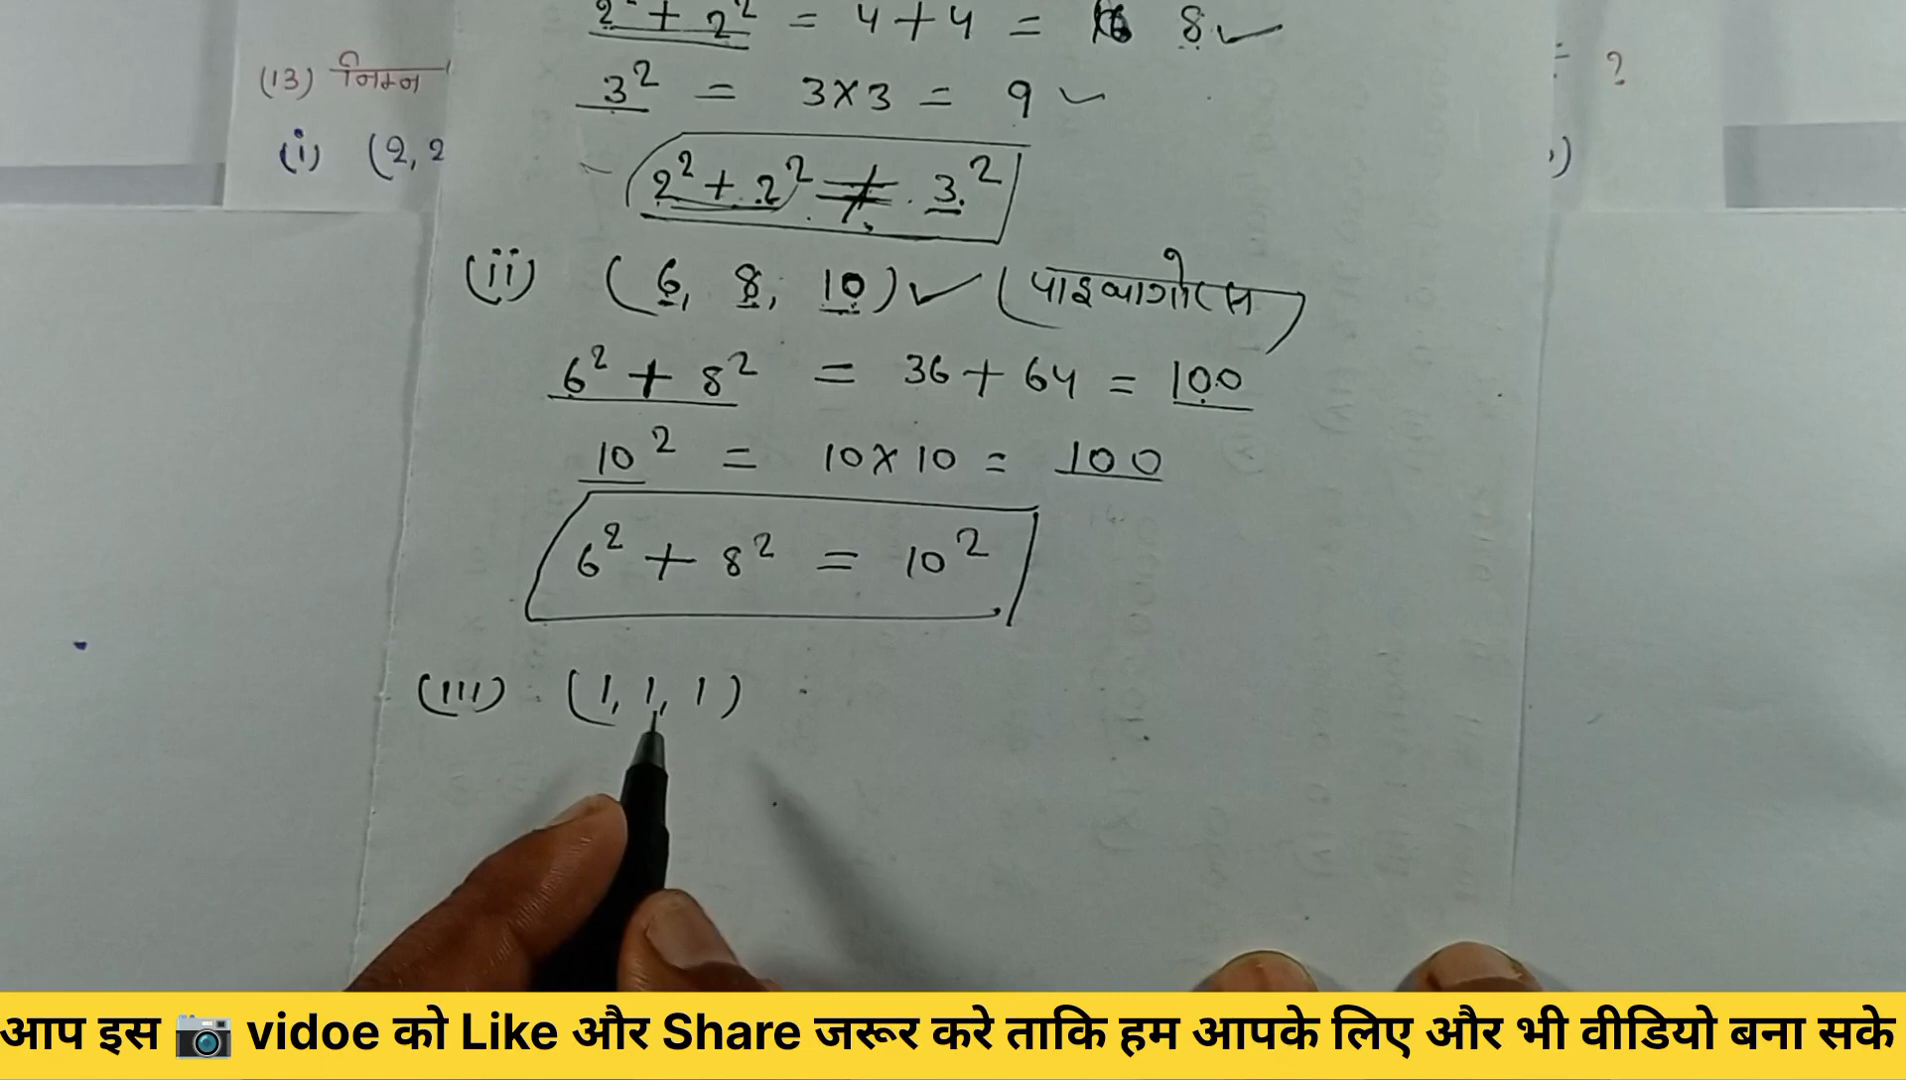 2² + 2² = 4+4 = 8
(13) निम्न = ?
3² = 3×3 = 9
(i) (2, 2 )
2² + 2² ≠ 3²
(ii) (6, 8, 10) ✓ (पाइथागोरस)
6² + 8² = 36 + 64 = 100
10² = 10×10 = 100
6² + 8² = 10²
(iii) (1, 1, 1)
आप इस 📷 vidoe को Like और Share जरूर करे ताकि हम आपके लिए और भी वीडियो बना सके